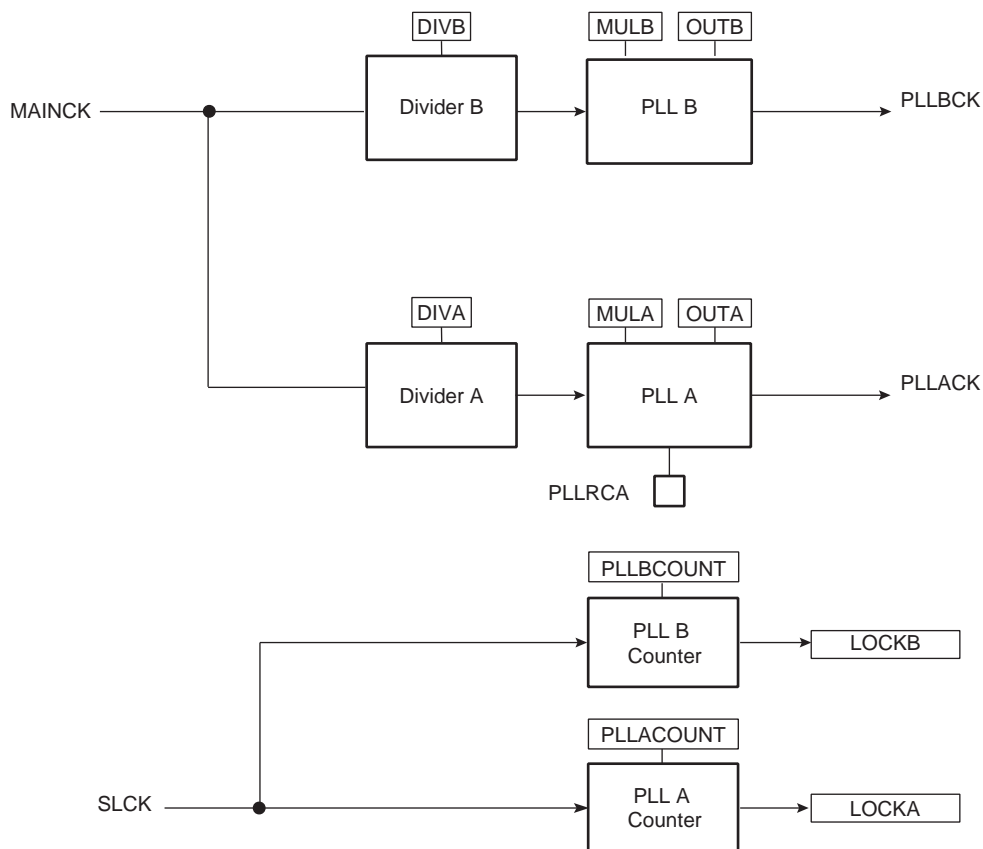 DIVB
MULB
OUTB
MAINCK
Divider B
PLL B
PLLBCK
DIVA
MULA
OUTA
Divider A
PLL A
PLLACK
PLLRCA
PLLBCOUNT
PLL B
Counter
LOCKB
PLLACOUNT
SLCK
PLL A
Counter
LOCKA